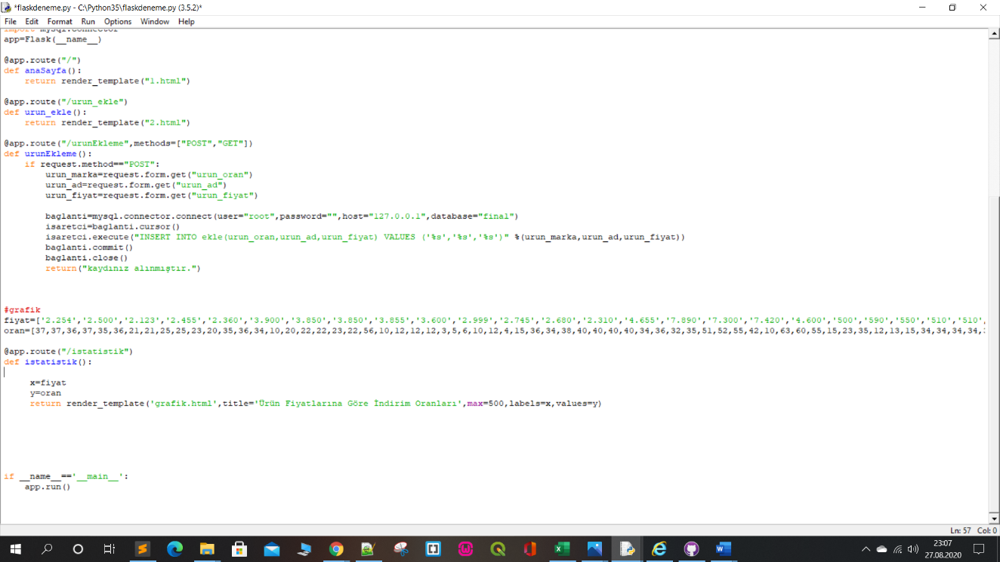 *flaskdeneme.py - C:\Python35\flaskdeneme.py (3.5.2)*
File Edit Format Run Options Window Help
import mysql.connector
app=Flask(__name__)
@app.route("/")
def anaSayfa():
    return render_template("1.html")
@app.route("/urun_ekle")
def urun_ekle():
    return render_template("2.html")
@app.route("/urunEkleme",methods=["POST","GET"])
def urunEkleme():
    if request.method=="POST":
        urun_marka=request.form.get("urun_oran")
        urun_ad=request.form.get("urun_ad")
        urun_fiyat=request.form.get("urun_fiyat")
        baglanti=mysql.connector.connect(user="root",password="",host="127.0.0.1",database="final")
        isaretci=baglanti.cursor()
        isaretci.execute("INSERT INTO ekle(urun_oran,urun_ad,urun_fiyat) VALUES ('%s','%s','%s')" %(urun_marka,urun_ad,urun_fiyat))
        baglanti.commit()
        baglanti.close()
        return("kaydınız alınmıştır.")
#grafik
fiyat=['2.254','2.500','2.123','2.455','2.360','3.900','3.850','3.850','3.855','3.600','2.999','2.745','2.680','2.310','4.655','7.890','7.300','7.420','4.600','500','590','550','510','510',
oran=[37,37,36,37,35,36,21,21,25,25,23,20,35,36,34,10,20,22,22,23,22,56,10,12,12,12,3,5,6,10,12,4,15,36,34,38,40,40,40,40,34,36,32,35,51,52,55,42,10,63,60,55,15,23,35,12,13,15,34,34,34,34,
@app.route("/istatistik")
def istatistik():
     x=fiyat
     y=oran
     return render_template('grafik.html',title='Ürün Fiyatlarına Göre İndirim Oranları',max=500,labels=x,values=y)
if __name__=='__main__':
    app.run()
Ln: 57 Col: 0
23:07
27.08.2020